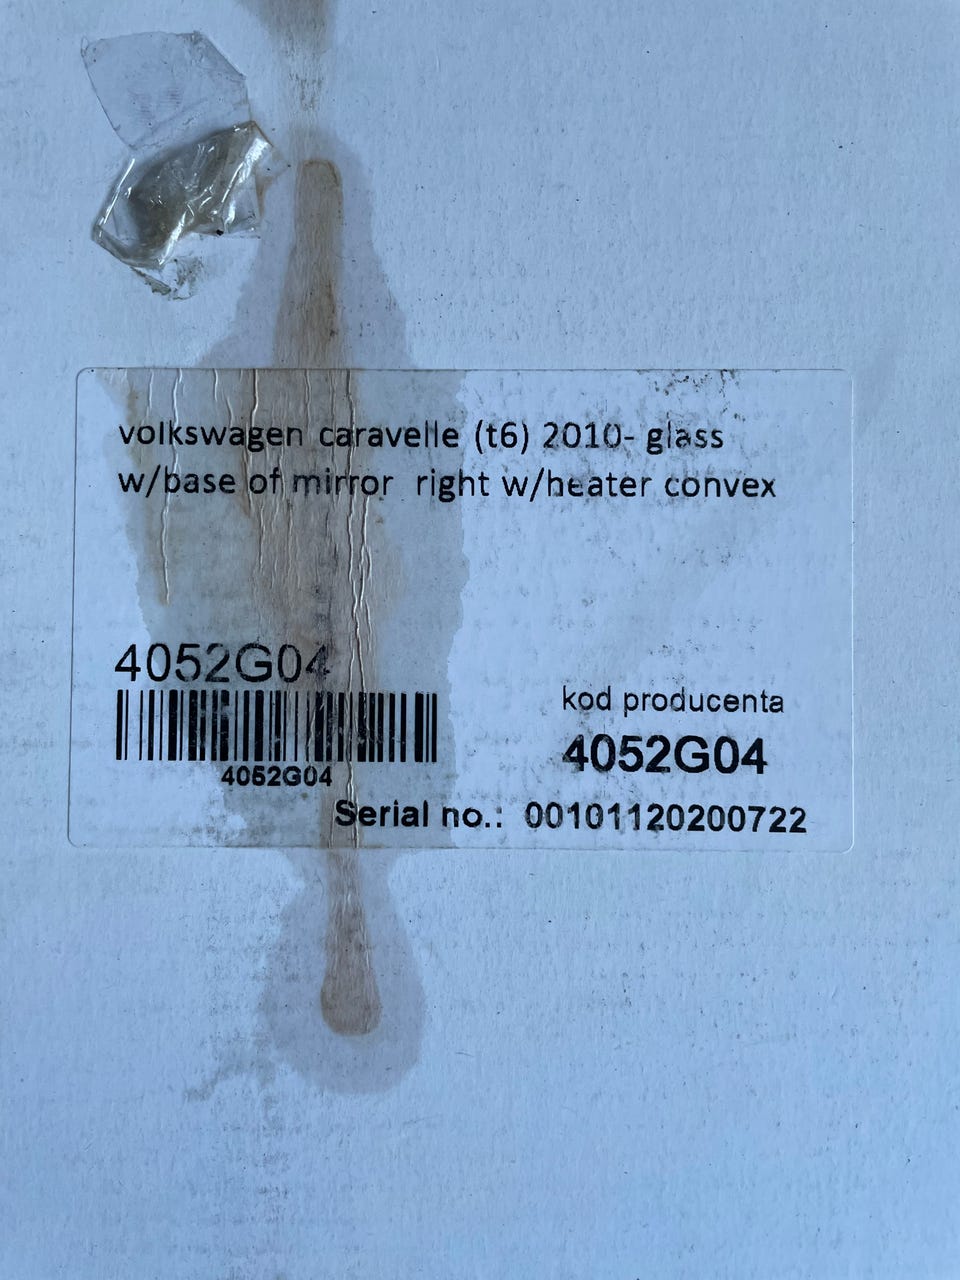 volkswagen caravelle (t6) 2010- glass
w/base of mirror right w/heater convex
4052G04
4052G04
kod producenta
4052G04
Serial no.: 00101120200722